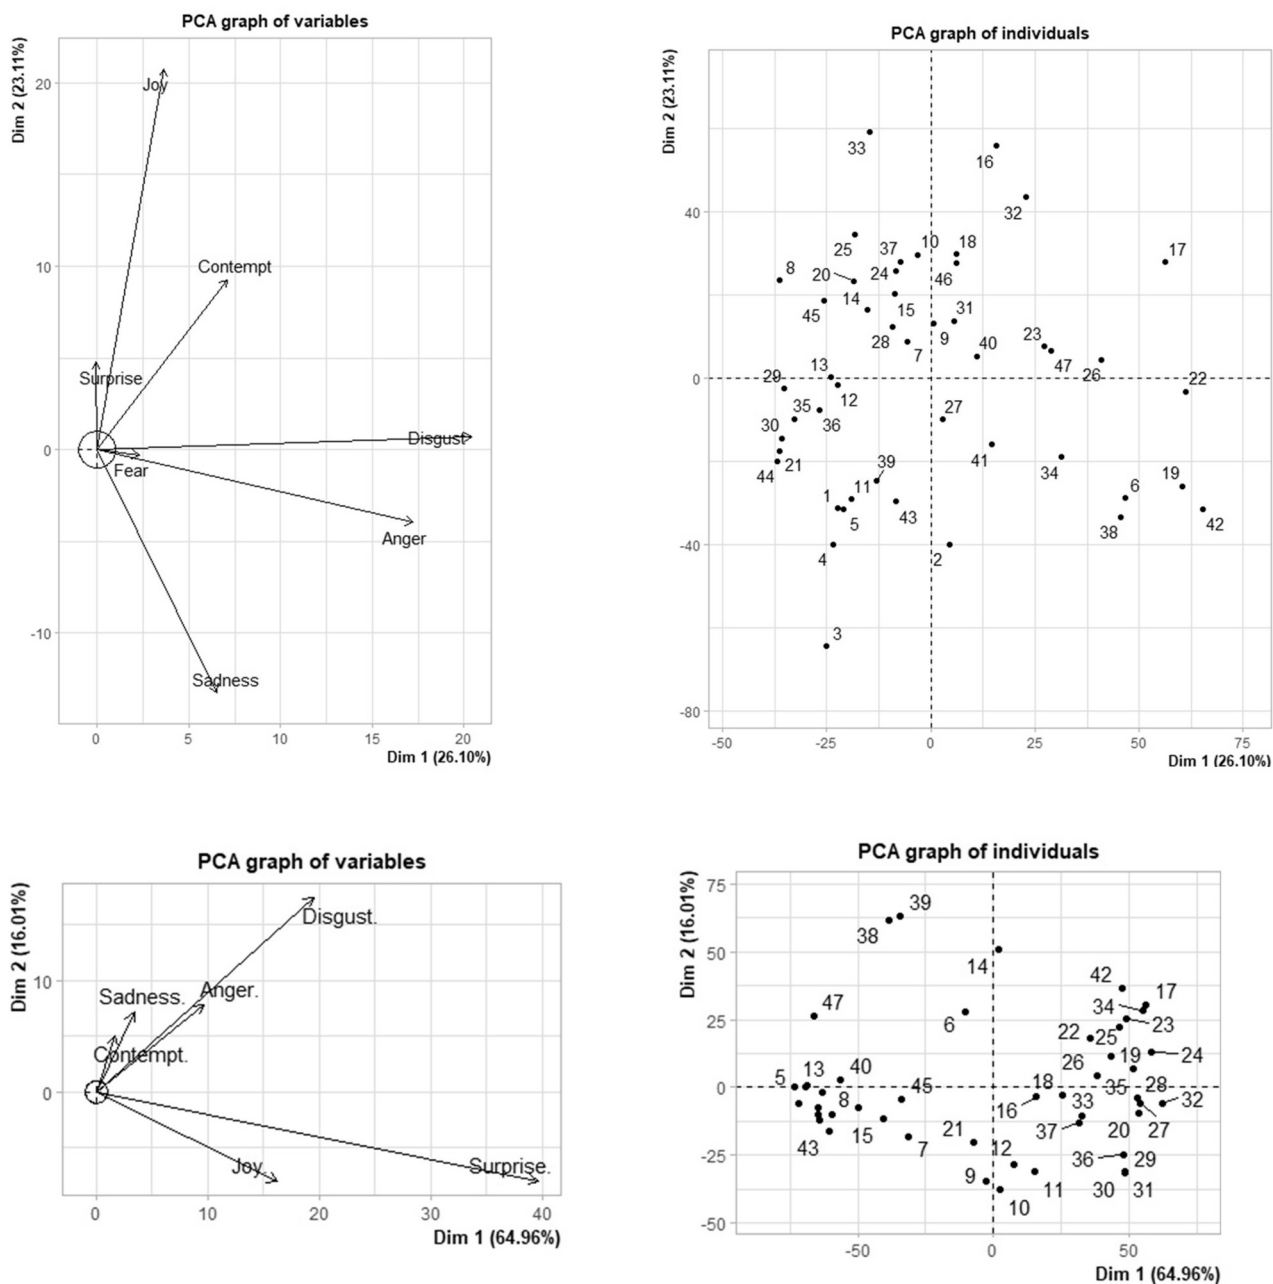 PCA graph of variables
Dim 2 (23.11%)
20
10
0
-10
Joy
Contempt
Surprise
Disgust
Fear
Anger
Sadness
0 5 10 15 20
Dim 1 (26.10%)
PCA graph of individuals
Dim 2 (23.11%)
40
0
-40
-80
33
16
32
25 37 10 18
17
8 20 24 46
45 14 15 31
28 7 9 40 23 47 26
29 13 12 22
35 36 27
30
21
44
39 41 34
1 11 5 43 6 19
38 42
4 2
3
-50 -25 0 25 50 75
Dim 1 (26.10%)
PCA graph of variables
Dim 2 (16.01%)
10
0
Disgust.
Anger.
Sadness.
Contempt.
Joy.
Surprise.
0 10 20 30 40
Dim 1 (64.96%)
PCA graph of individuals
Dim 2 (16.01%)
75
50
25
0
-25
-50
39
38
14
42 17
47 34
6 22 25 23
26 19 24
5 13 40
8 45 18 35 28
16 33 32
43 15 7 21 12 37 20 27
36 29
9 11 30 31
10
-50 0 50
Dim 1 (64.96%)